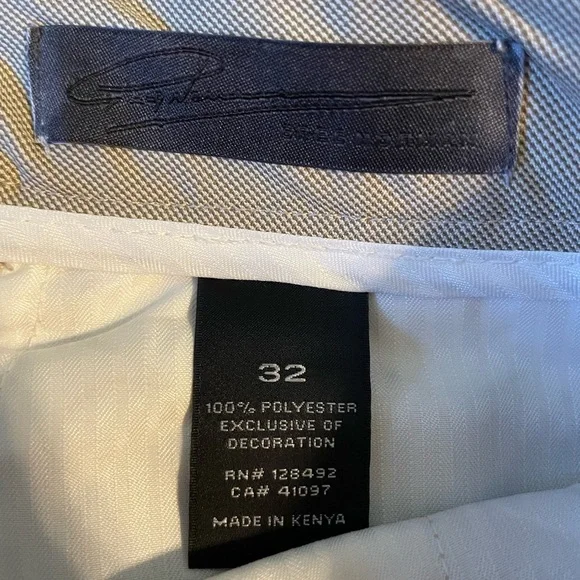 32
100% POLYESTER
EXCLUSIVE OF
DECORATION
RN# 128492
CA# 41097
MADE IN KENYA